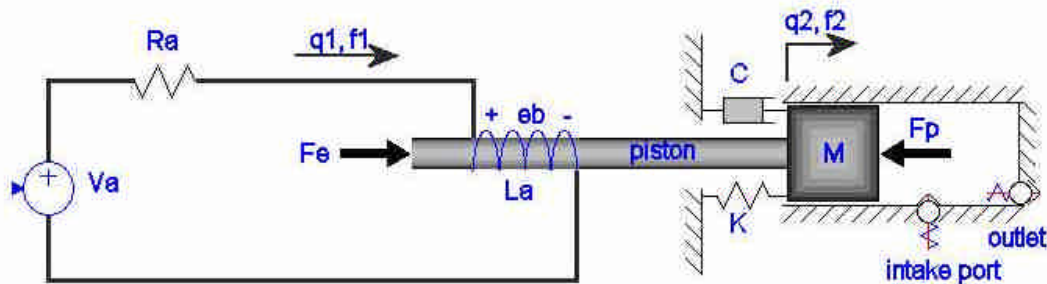 Ra
q1, f1
q2, f2
C
+ eb -
Fe
piston
M
Fp
+
Va
La
K
outlet
intake port